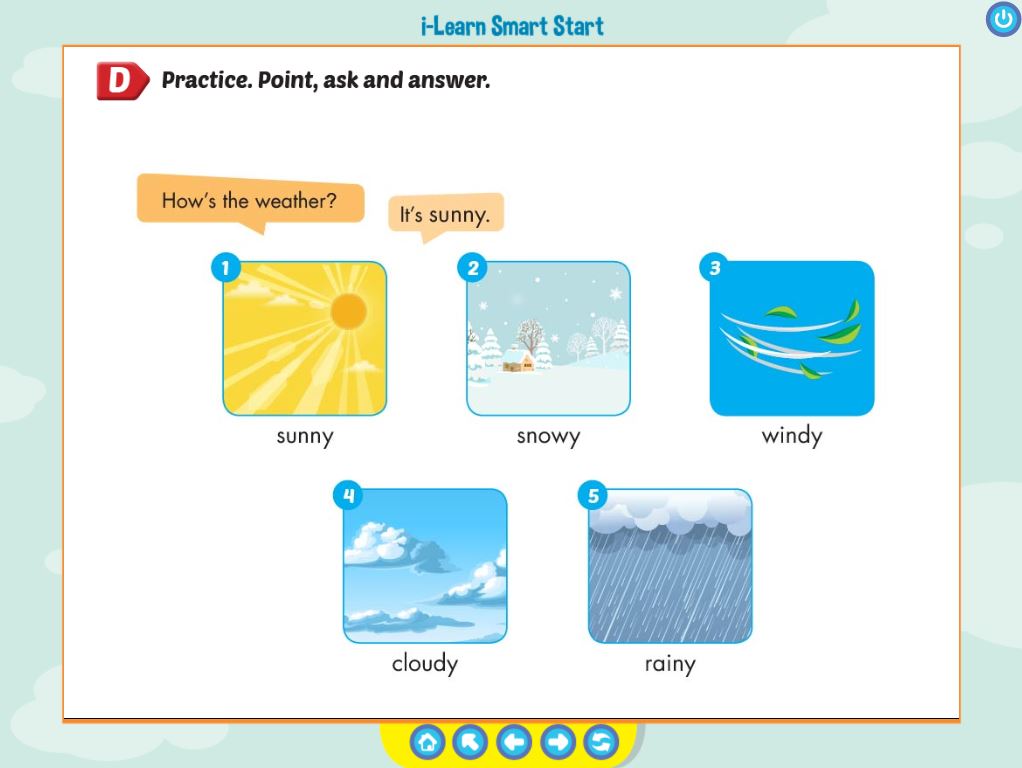 i-Learn Smart Start
D Practice. Point, ask and answer.
How's the weather?
It's sunny.
1
2
3
sunny
snowy
windy
4
5
cloudy
rainy